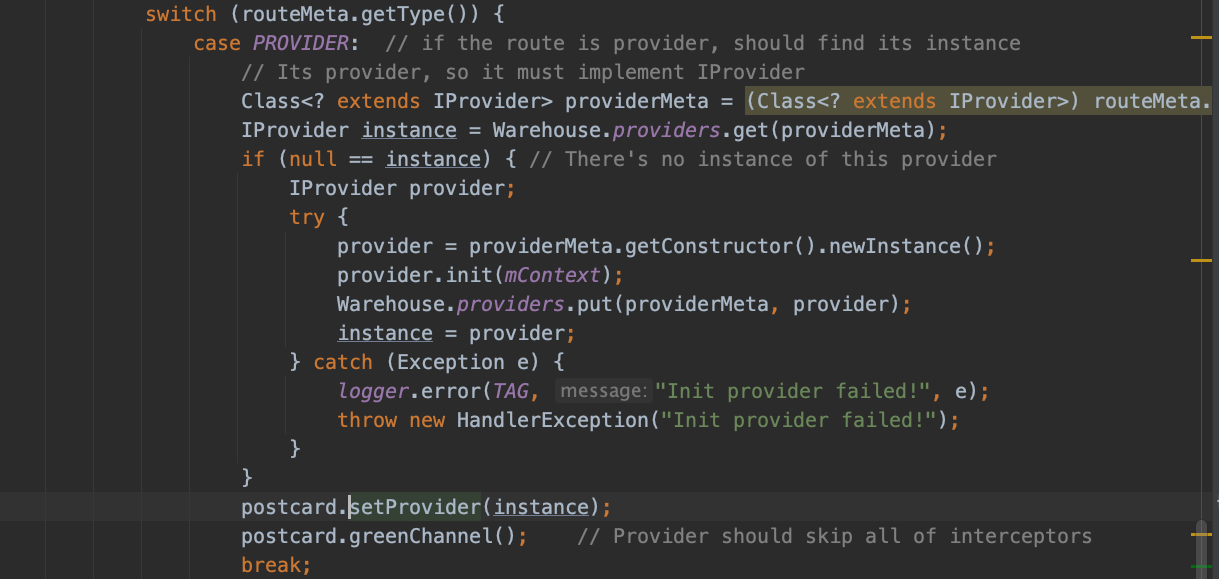 switch (routeMeta.getType()) {
case PROVIDER:  // if the route is provider, should find its instance
// Its provider, so it must implement IProvider
Class<? extends IProvider> providerMeta = (Class<? extends IProvider>) routeMeta.
IProvider instance = Warehouse.providers.get(providerMeta);
if (null == instance) { // There's no instance of this provider
IProvider provider;
try {
provider = providerMeta.getConstructor().newInstance();
provider.init(mContext);
Warehouse.providers.put(providerMeta, provider);
instance = provider;
} catch (Exception e) {
logger.error(TAG, message: "Init provider failed!", e);
throw new HandlerException("Init provider failed!");
}
}
postcard.setProvider(instance);
postcard.greenChannel();    // Provider should skip all of interceptors
break;